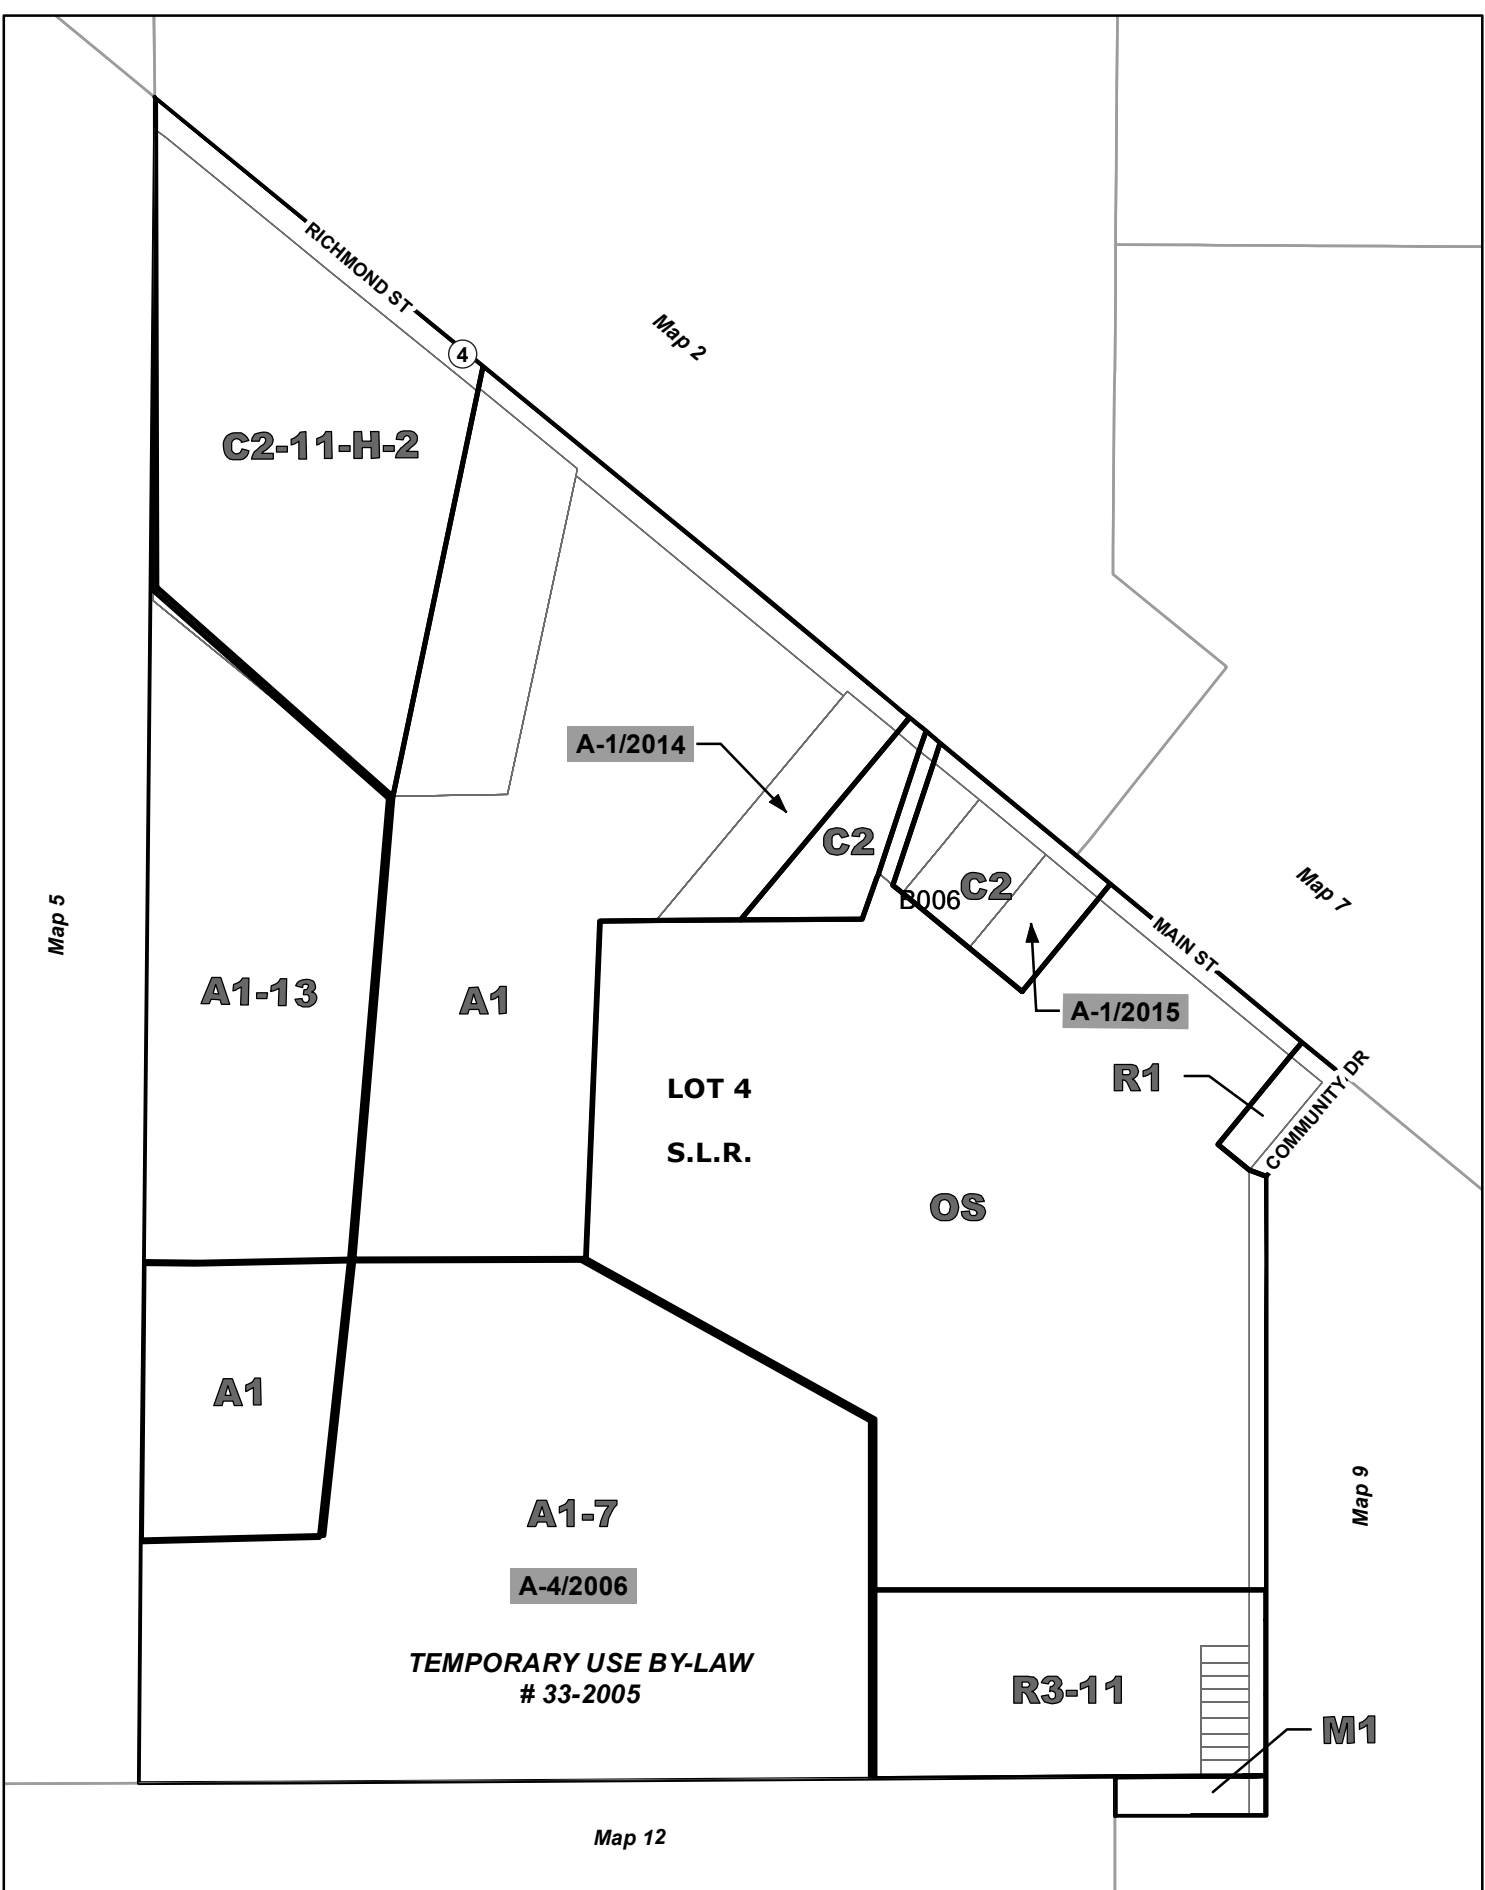 RICHMOND ST
4
Map 2
C2-11-H-2
A-1/2014
C2
C2
B006
Map 7
Map 5
MAIN ST
A1-13
A1
A-1/2015
LOT 4
R1
COMMUNITY DR
S.L.R.
OS
A1
Map 9
A1-7
A-4/2006
TEMPORARY USE BY-LAW
# 33-2005
R3-11
M1
Map 12